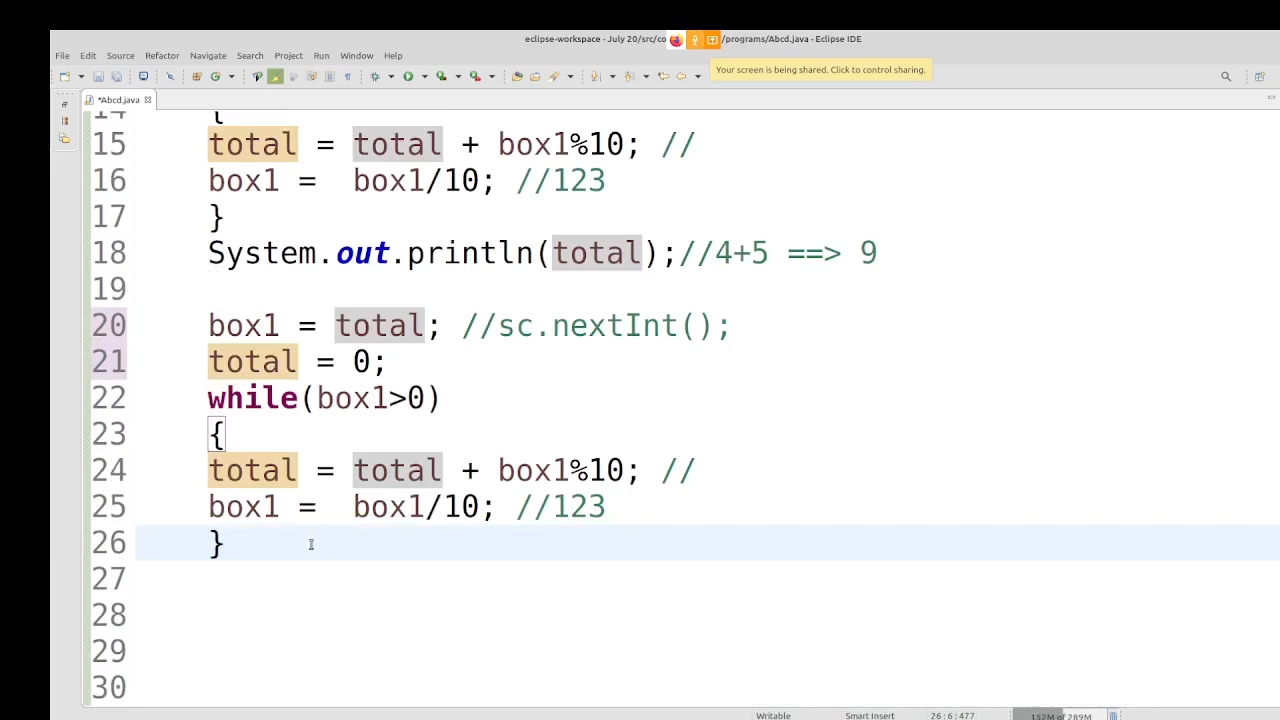 eclipse-workspace - July 20/src/co /programs/Abcd.java - Eclipse IDE
File Edit Source Refactor Navigate Search Project Run Window Help
Your screen is being shared. Click to control sharing.
*Abcd.java
14 {
15 total = total + box1%10; //
16 box1 =  box1/10; //123
17 }
18 System.out.println(total);//4+5 ==> 9
19
20 box1 = total; //sc.nextInt();
21 total = 0;
22 while(box1>0)
23 {
24 total = total + box1%10; //
25 box1 =  box1/10; //123
26 }
27
28
29
30
Writable Smart Insert 26:6:477 152M of 289M